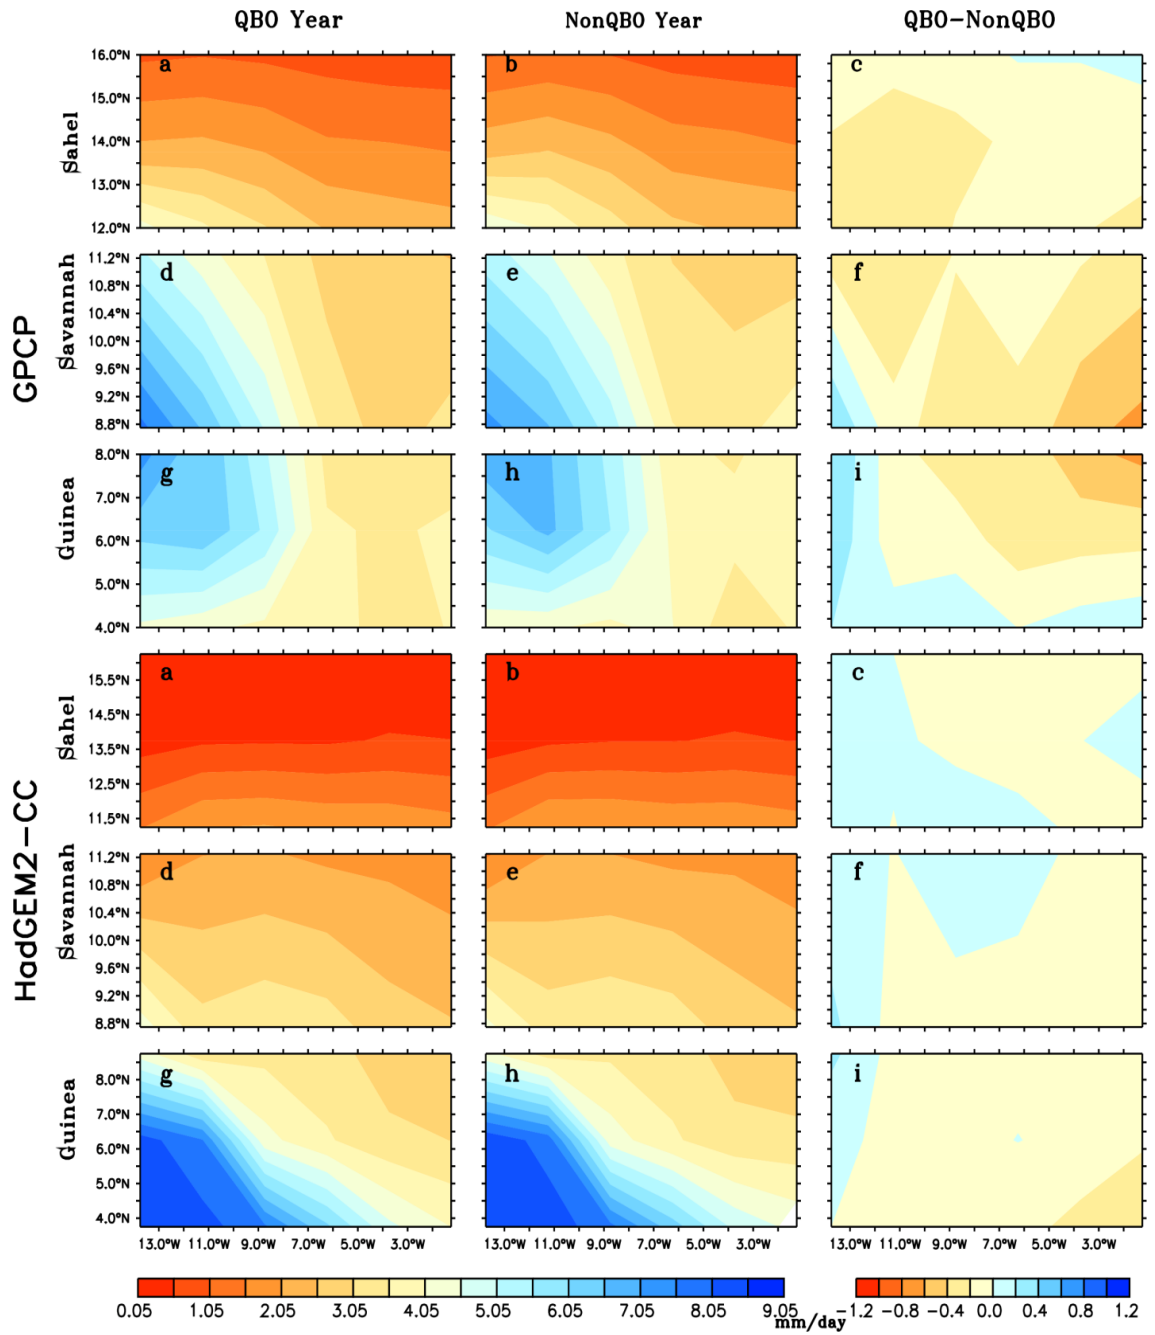 QBO Year NonQBO Year QBO−NonQBO
GPCP
Sahel
16.0°N
15.0°N
14.0°N
13.0°N
12.0°N
a b c
Savannah
11.2°N
10.8°N
10.4°N
10.0°N
9.6°N
9.2°N
8.8°N
d e f
Guinea
8.0°N
7.0°N
6.0°N
5.0°N
4.0°N
g h i
HadGEM2−CC
Sahel
15.5°N
14.5°N
13.5°N
12.5°N
11.5°N
a b c
Savannah
11.2°N
10.8°N
10.4°N
10.0°N
9.6°N
9.2°N
8.8°N
d e f
Guinea
8.0°N
7.0°N
6.0°N
5.0°N
4.0°N
g h i
13.0°W 11.0°W 9.0°W 7.0°W 5.0°W 3.0°W 13.0°W 11.0°W 9.0°W 7.0°W 5.0°W 3.0°W 13.0°W 11.0°W 9.0°W 7.0°W 5.0°W 3.0°W
0.05 1.05 2.05 3.05 4.05 5.05 6.05 7.05 8.05 9.05 −1.2 −0.8 −0.4 0.0 0.4 0.8 1.2
mm/day